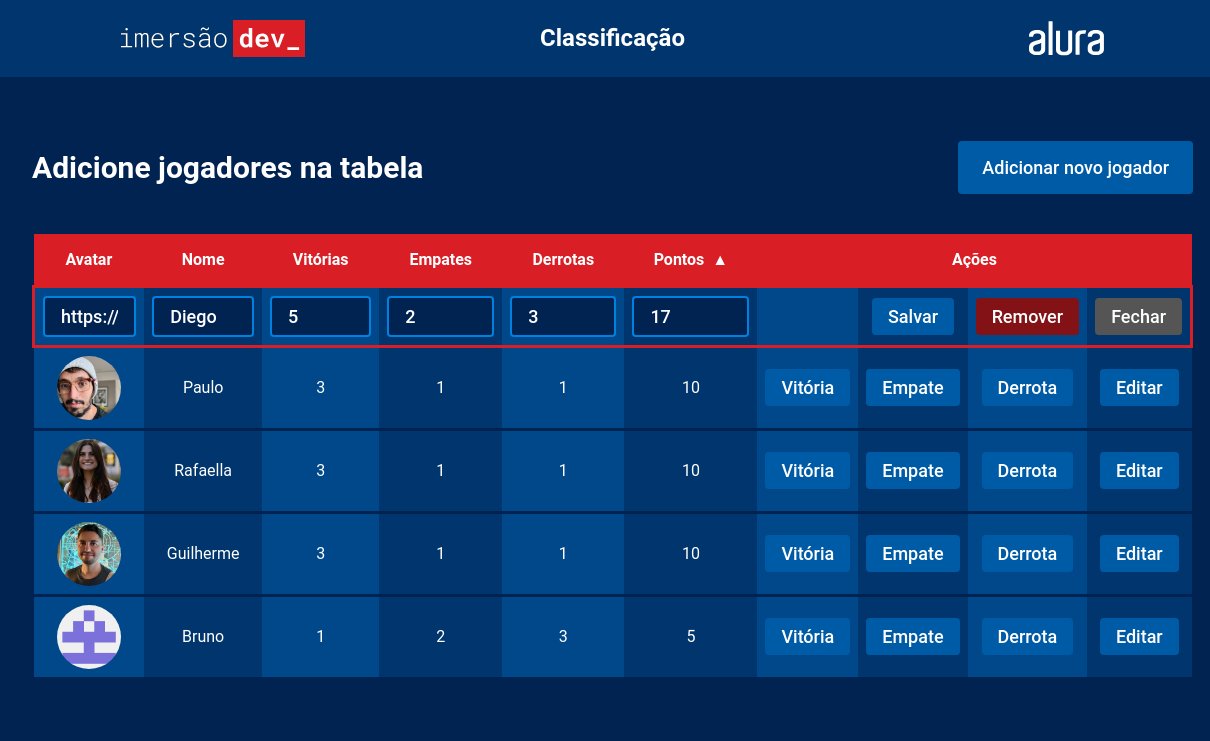 imersão dev_ Classificação alura
Adicione jogadores na tabela Adicionar novo jogador
Avatar Nome Vitórias Empates Derrotas Pontos ▲ Ações
https:// Diego 5 2 3 17 Salvar Remover Fechar
Paulo 3 1 1 10 Vitória Empate Derrota Editar
Rafaella 3 1 1 10 Vitória Empate Derrota Editar
Guilherme 3 1 1 10 Vitória Empate Derrota Editar
Bruno 1 2 3 5 Vitória Empate Derrota Editar